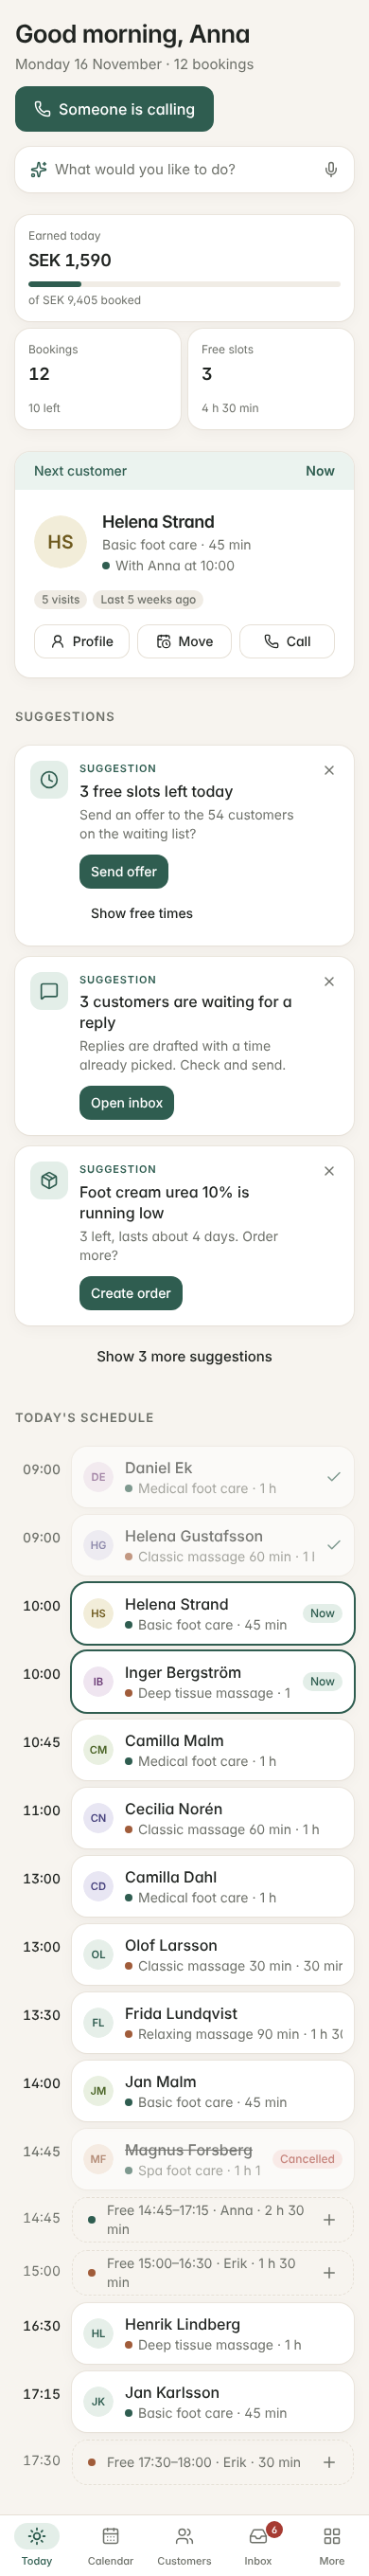 Good morning, Anna
Monday 16 November · 12 bookings
Someone is calling
What would you like to do?
Earned today
SEK 1,590
of SEK 9,405 booked
Bookings
12
10 left
Free slots
3
4 h 30 min
Next customer
Now
HS
Helena Strand
Basic foot care · 45 min
With Anna at 10:00
5 visits
Last 5 weeks ago
Profile
Move
Call
SUGGESTIONS
SUGGESTION
3 free slots left today
Send an offer to the 54 customers
on the waiting list?
Send offer
Show free times
SUGGESTION
3 customers are waiting for a
reply
Replies are drafted with a time
already picked. Check and send.
Open inbox
SUGGESTION
Foot cream urea 10% is
running low
3 left, lasts about 4 days. Order
more?
Create order
Show 3 more suggestions
TODAY'S SCHEDULE
09:00
DE
Daniel Ek
Medical foot care · 1 h
09:00
HG
Helena Gustafsson
Classic massage 60 min · 1
10:00
HS
Helena Strand
Basic foot care · 45 min
Now
10:00
IB
Inger Bergström
Deep tissue massage · 1
Now
10:45
CM
Camilla Malm
Medical foot care · 1 h
11:00
CN
Cecilia Norén
Classic massage 60 min · 1 h
13:00
CD
Camilla Dahl
Medical foot care · 1 h
13:00
OL
Olof Larsson
Classic massage 30 min · 30 min
13:30
FL
Frida Lundqvist
Relaxing massage 90 min · 1 h 30
14:00
JM
Jan Malm
Basic foot care · 45 min
14:45
MF
Magnus Forsberg
Spa foot care · 1 h 1
Cancelled
14:45
Free 14:45–17:15 · Anna · 2 h 30
min
15:00
Free 15:00–16:30 · Erik · 1 h 30
min
16:30
HL
Henrik Lindberg
Deep tissue massage · 1 h
17:15
JK
Jan Karlsson
Basic foot care · 45 min
17:30
Free 17:30–18:00 · Erik · 30 min
6
Today
Calendar
Customers
Inbox
More